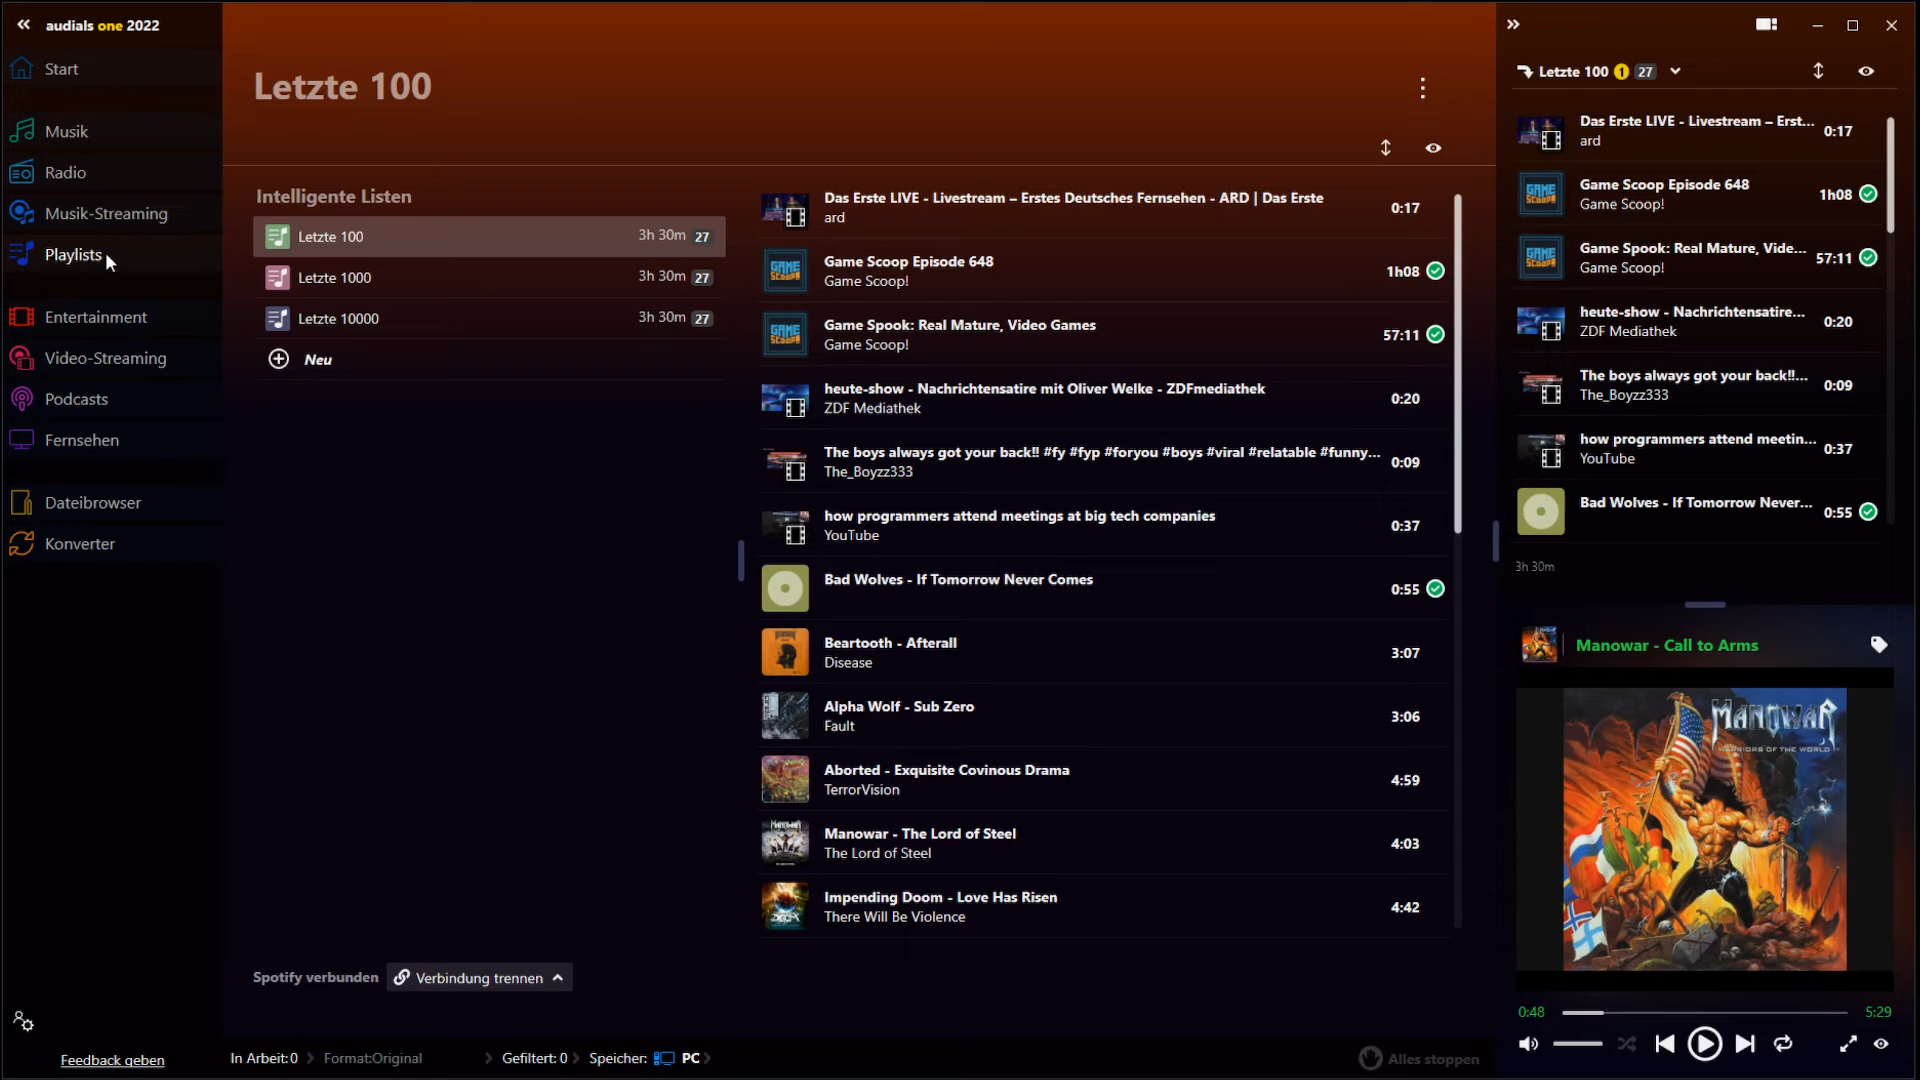 audials one 2022
Start
Musik
Radio
Musik-Streaming
Playlists
Entertainment
Video-Streaming
Podcasts
Fernsehen
Dateibrowser
Konverter
Feedback geben
Letzte 100
Intelligente Listen
Letzte 100 3h 30m 27
Letzte 1000 3h 30m 27
Letzte 10000 3h 30m 27
Neu
Spotify verbunden Verbindung trennen
Das Erste LIVE - Livestream – Erstes Deutsches Fernsehen - ARD | Das Erste
ard
0:17
Game Scoop Episode 648
Game Scoop!
1h08
Game Spook: Real Mature, Video Games
Game Scoop!
57:11
heute-show - Nachrichtensatire mit Oliver Welke - ZDFmediathek
ZDF Mediathek
0:20
The boys always got your back!! #fy #fyp #foryou #boys #viral #relatable #funny...
The_Boyzz333
0:09
how programmers attend meetings at big tech companies
YouTube
0:37
Bad Wolves - If Tomorrow Never Comes
0:55
Beartooth - Afterall
Disease
3:07
Alpha Wolf - Sub Zero
Fault
3:06
Aborted - Exquisite Covinous Drama
TerrorVision
4:59
Manowar - The Lord of Steel
The Lord of Steel
4:03
Impending Doom - Love Has Risen
There Will Be Violence
4:42
In Arbeit:0 Format:Original Gefiltert: 0 Speicher: PC Alles stoppen
Letzte 100 1 27
Das Erste LIVE - Livestream – Erst...
ard
0:17
Game Scoop Episode 648
Game Scoop!
1h08
Game Spook: Real Mature, Vide...
Game Scoop!
57:11
heute-show - Nachrichtensatire...
ZDF Mediathek
0:20
The boys always got your back!!...
The_Boyzz333
0:09
how programmers attend meetin...
YouTube
0:37
Bad Wolves - If Tomorrow Never...
0:55
3h 30m
Manowar - Call to Arms
MANOWAR
WARRIORS OF THE WORLD
0:48 5:29